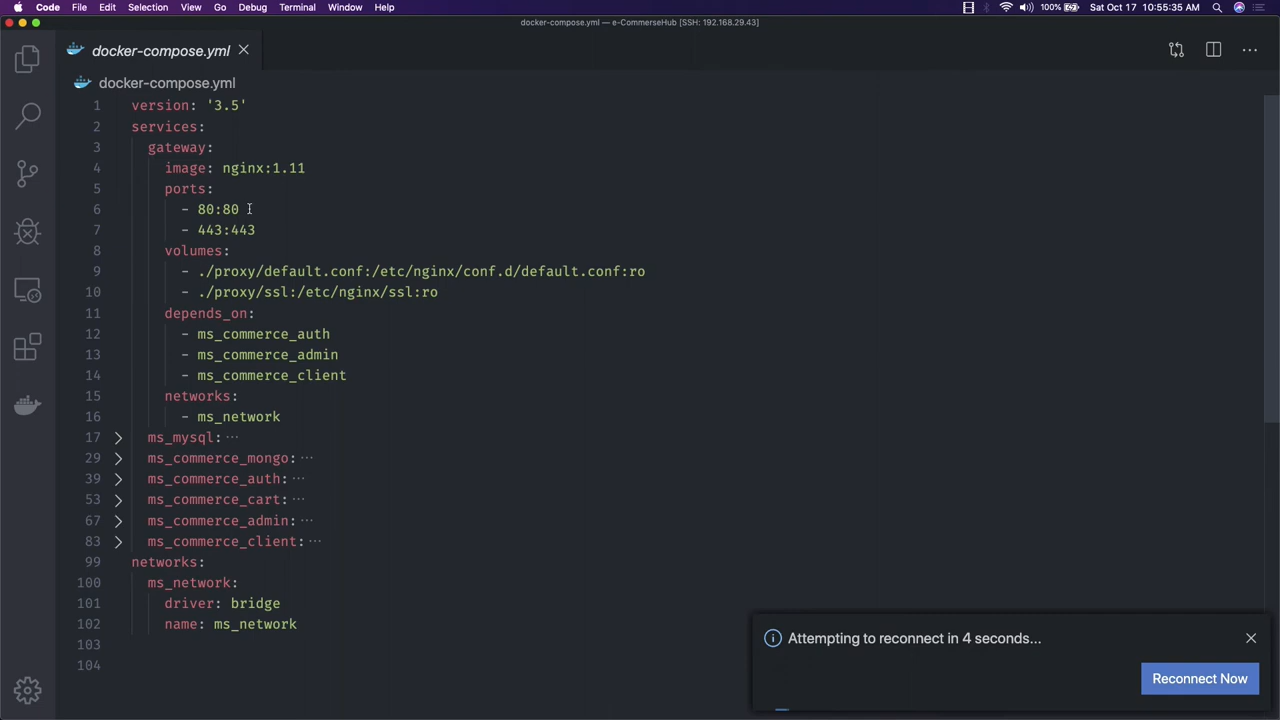 Code File Edit Selection View Go Debug Terminal Window Help 100% Sat Oct 17 10:55:35 AM
docker-compose.yml — e-CommerseHub [SSH: 192.168.29.43]
docker-compose.yml
docker-compose.yml
1 version: '3.5'
2 services:
3 gateway:
4 image: nginx:1.11
5 ports:
6 - 80:80
7 - 443:443
8 volumes:
9 - ./proxy/default.conf:/etc/nginx/conf.d/default.conf:ro
10 - ./proxy/ssl:/etc/nginx/ssl:ro
11 depends_on:
12 - ms_commerce_auth
13 - ms_commerce_admin
14 - ms_commerce_client
15 networks:
16 - ms_network
17 ms_mysql:···
29 ms_commerce_mongo:···
39 ms_commerce_auth:···
53 ms_commerce_cart:···
67 ms_commerce_admin:···
83 ms_commerce_client:···
99 networks:
100 ms_network:
101 driver: bridge
102 name: ms_network
103
104
Attempting to reconnect in 4 seconds...
Reconnect Now